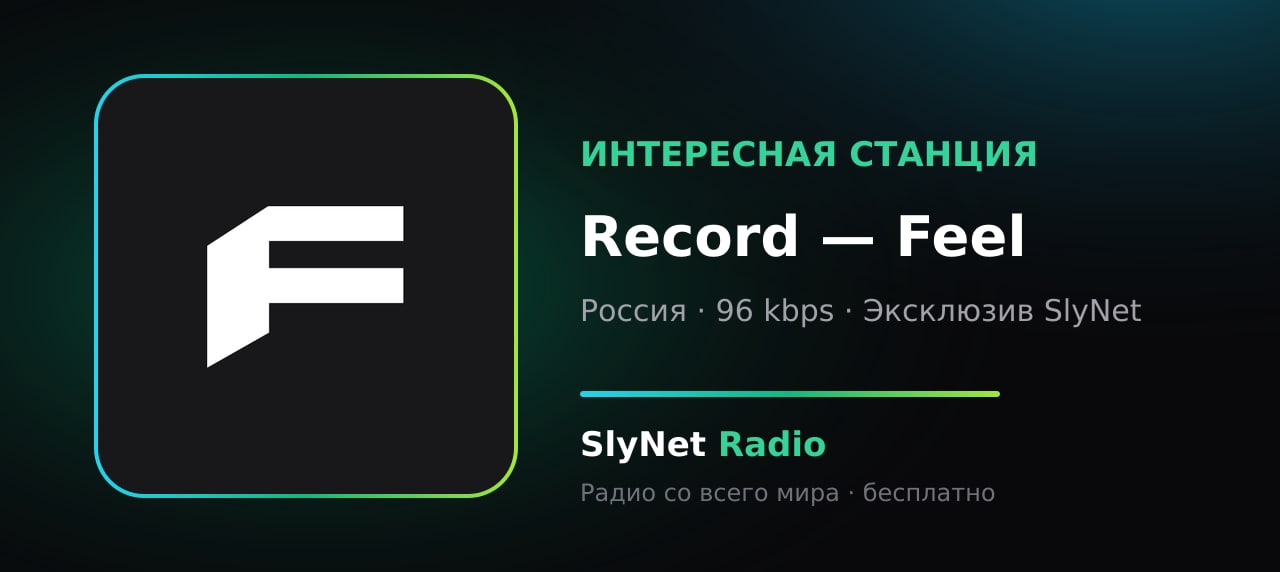 F
ИНТЕРЕСНАЯ СТАНЦИЯ
Record — Feel
Россия · 96 kbps · Эксклюзив SlyNet
SlyNet Radio
Радио со всего мира · бесплатно